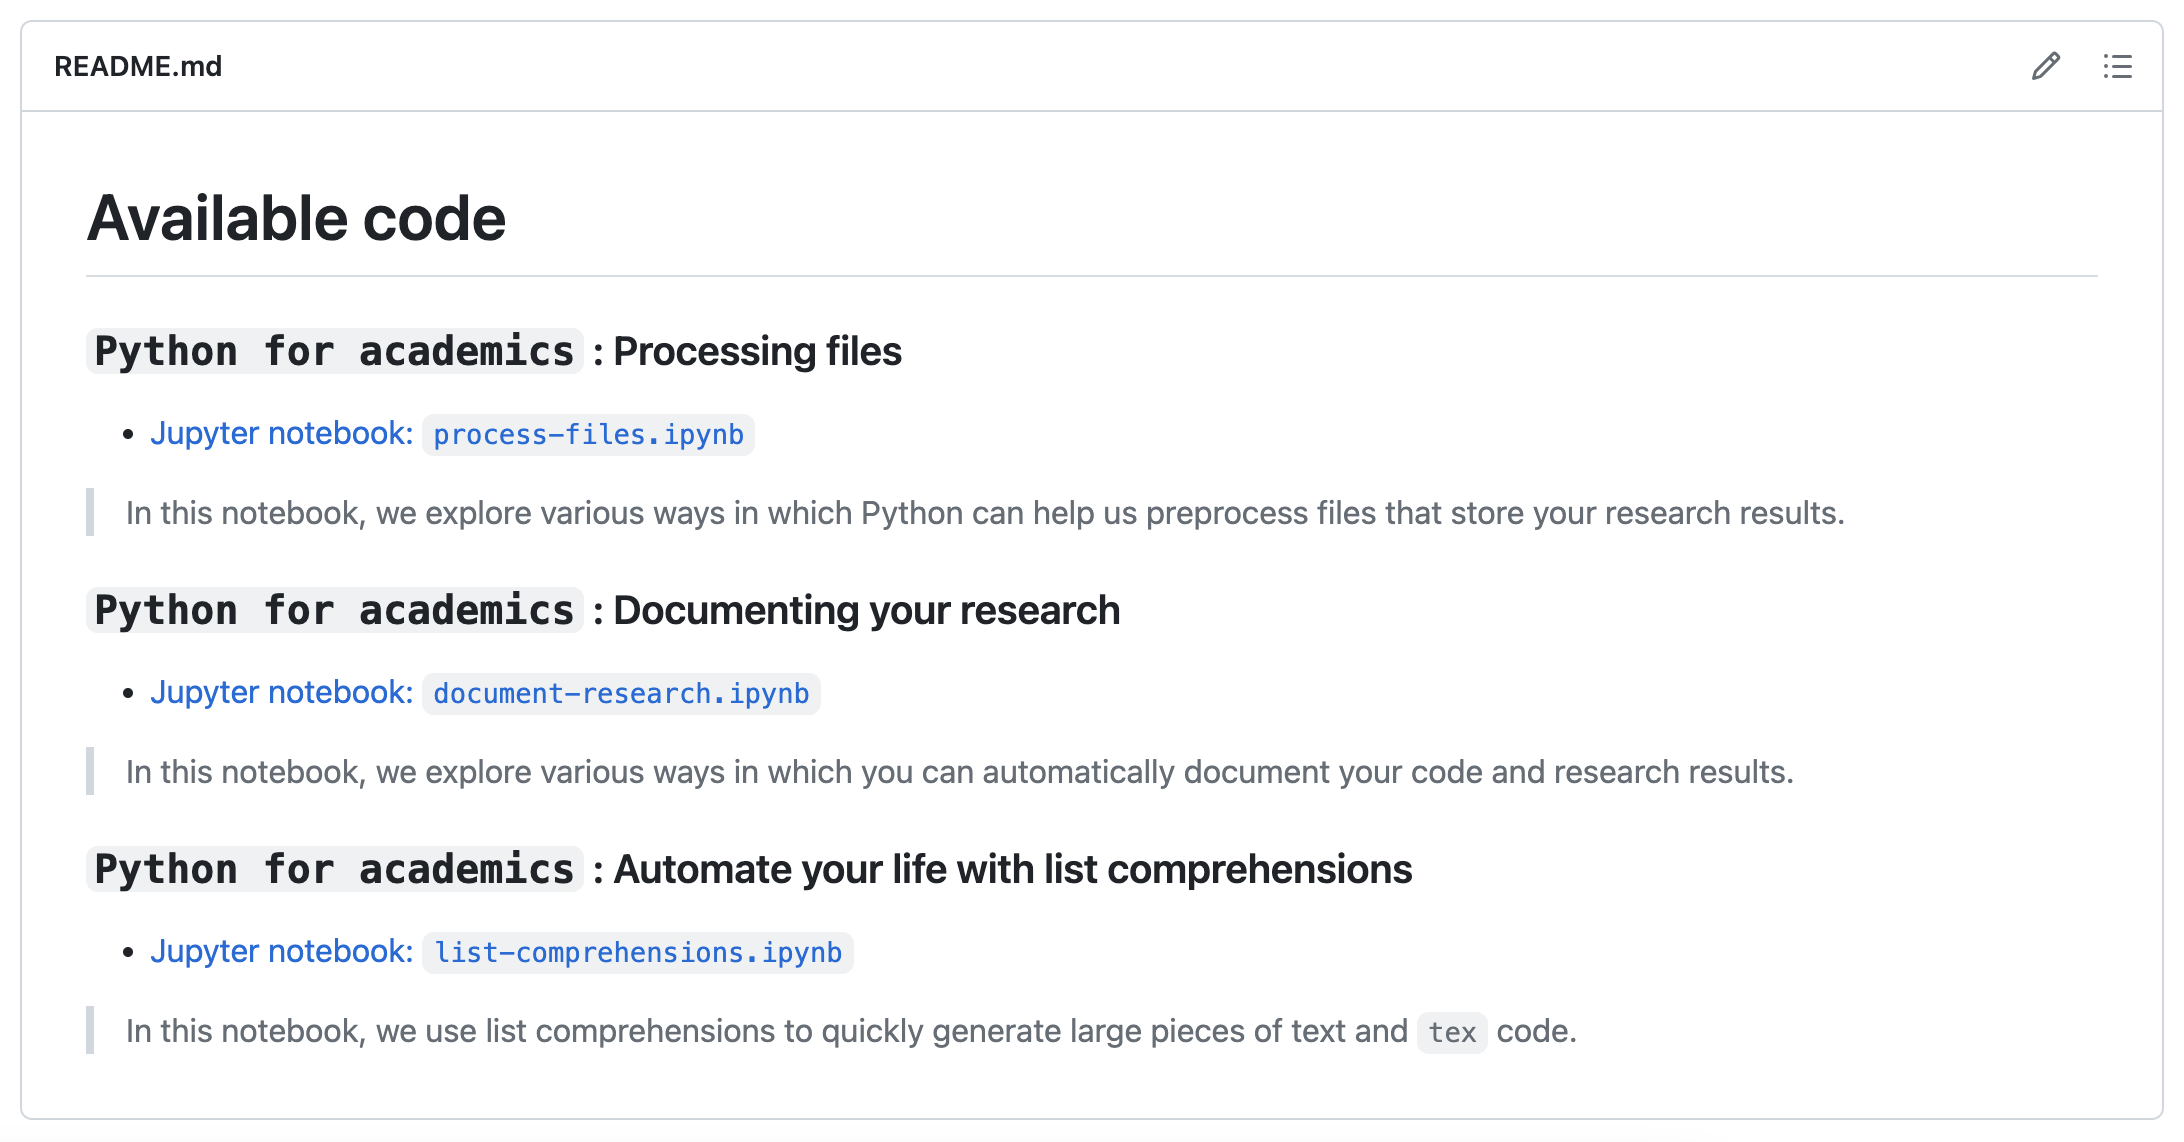 README.md
Available code
Python for academics : Processing files
Jupyter notebook: process-files.ipynb
In this notebook, we explore various ways in which Python can help us preprocess files that store your research results.
Python for academics : Documenting your research
Jupyter notebook: document-research.ipynb
In this notebook, we explore various ways in which you can automatically document your code and research results.
Python for academics : Automate your life with list comprehensions
Jupyter notebook: list-comprehensions.ipynb
In this notebook, we use list comprehensions to quickly generate large pieces of text and tex code.